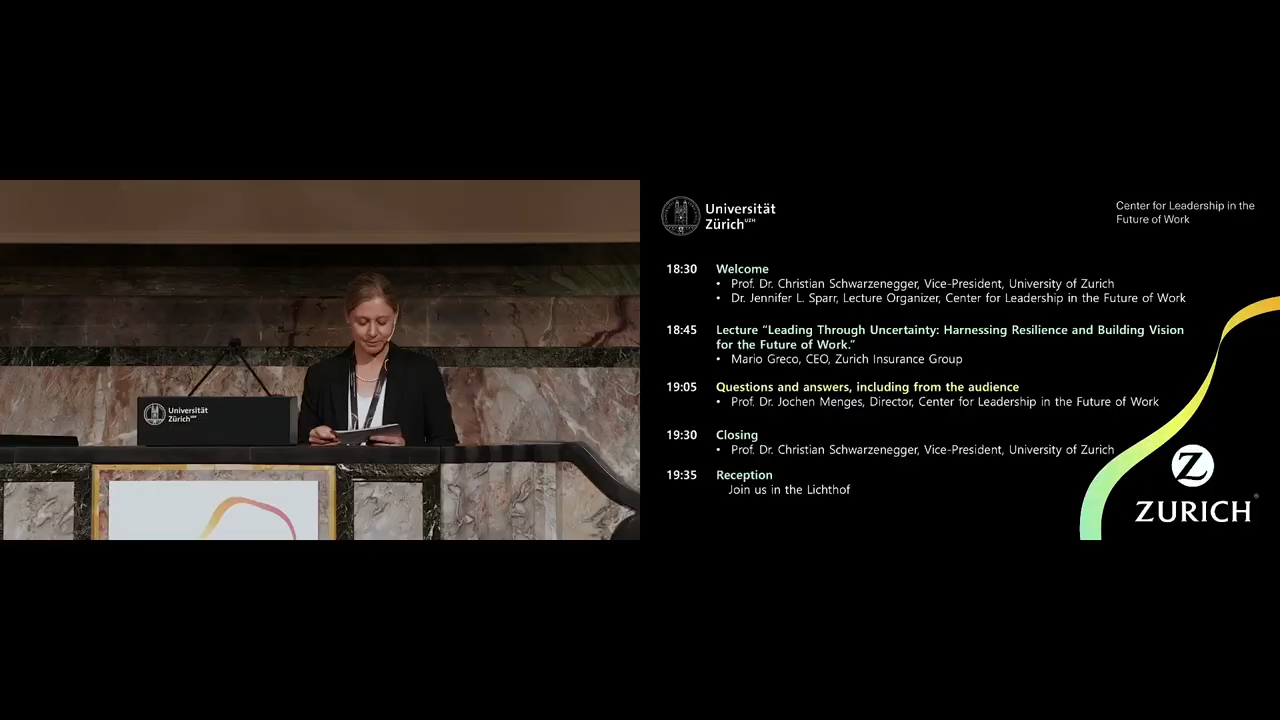 Universität
Zürich UZH
Universität
Zürich UZH
Center for Leadership in the
Future of Work
18:30 Welcome
• Prof. Dr. Christian Schwarzenegger, Vice-President, University of Zurich
• Dr. Jennifer L. Sparr, Lecture Organizer, Center for Leadership in the Future of Work
18:45 Lecture “Leading Through Uncertainty: Harnessing Resilience and Building Vision
for the Future of Work.”
• Mario Greco, CEO, Zurich Insurance Group
19:05 Questions and answers, including from the audience
• Prof. Dr. Jochen Menges, Director, Center for Leadership in the Future of Work
19:30 Closing
• Prof. Dr. Christian Schwarzenegger, Vice-President, University of Zurich
19:35 Reception
Join us in the Lichthof
Z
ZURICH®